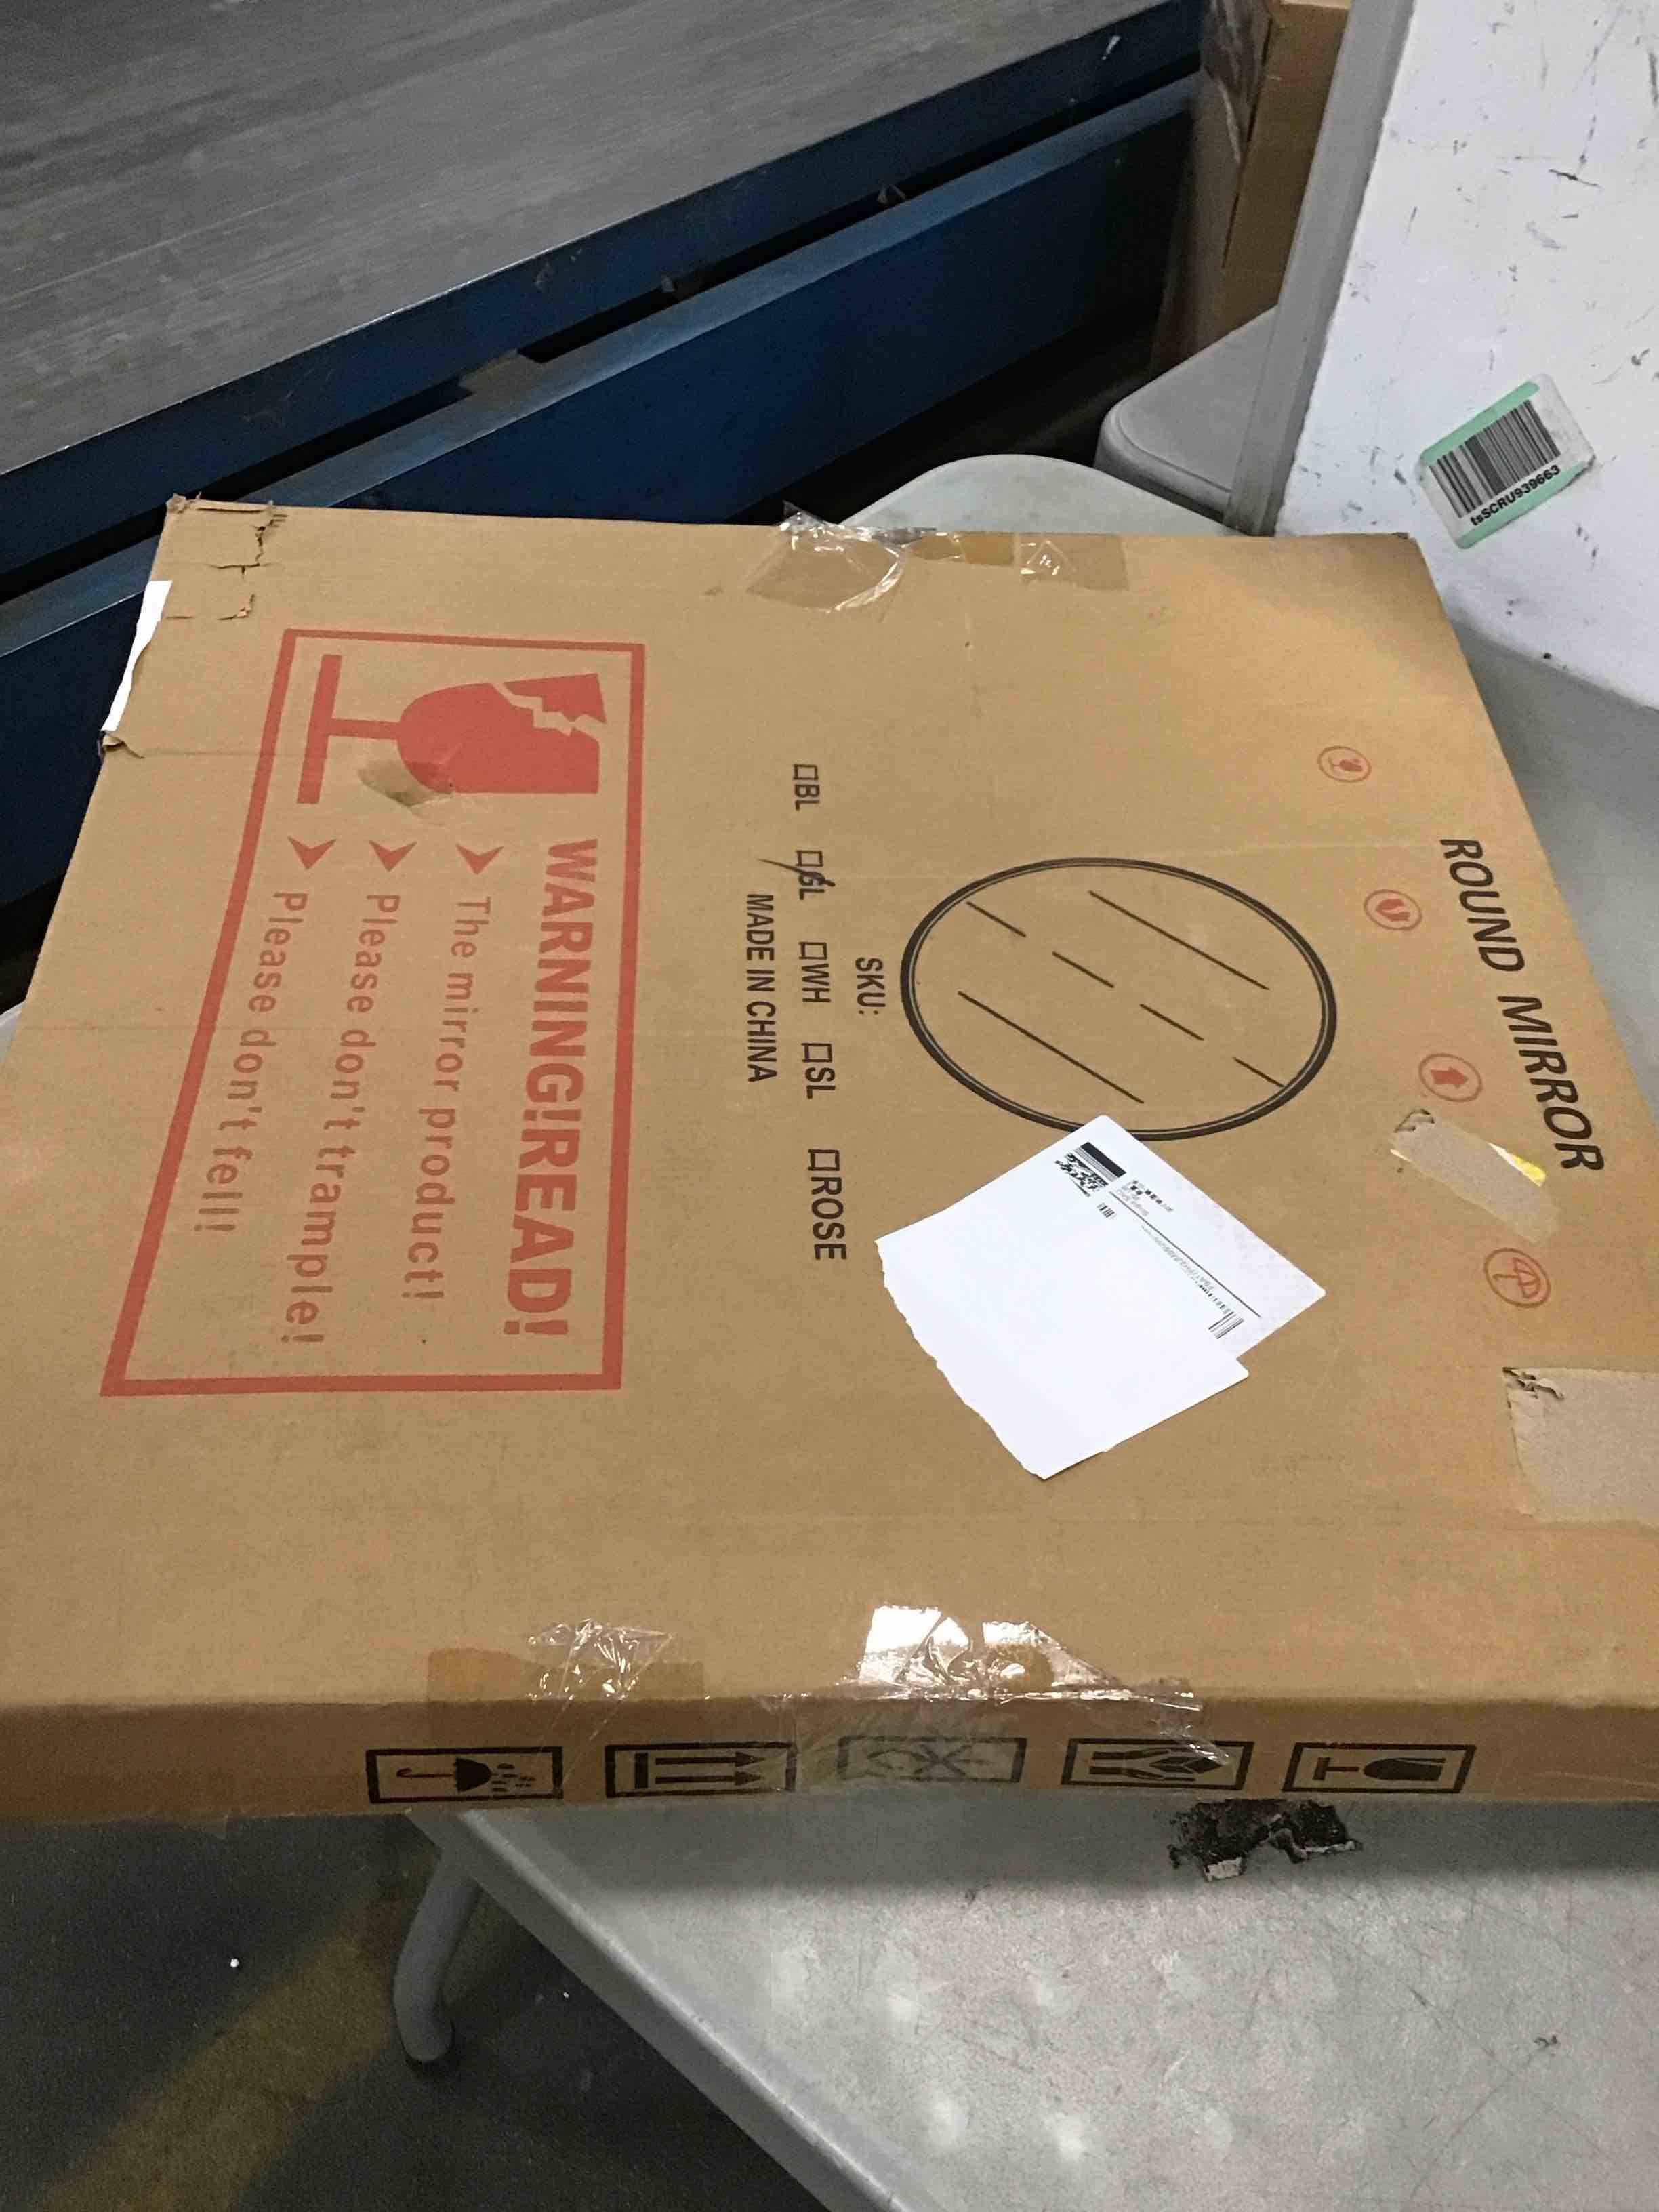 ROUND MIRROR
SKU:
□BL □GL □WH □SL □ROSE
MADE IN CHINA
WARNING!READ!
➤ The mirror product!
➤ Please don't trample!
➤ Please don't fell!
tsSCRU939663